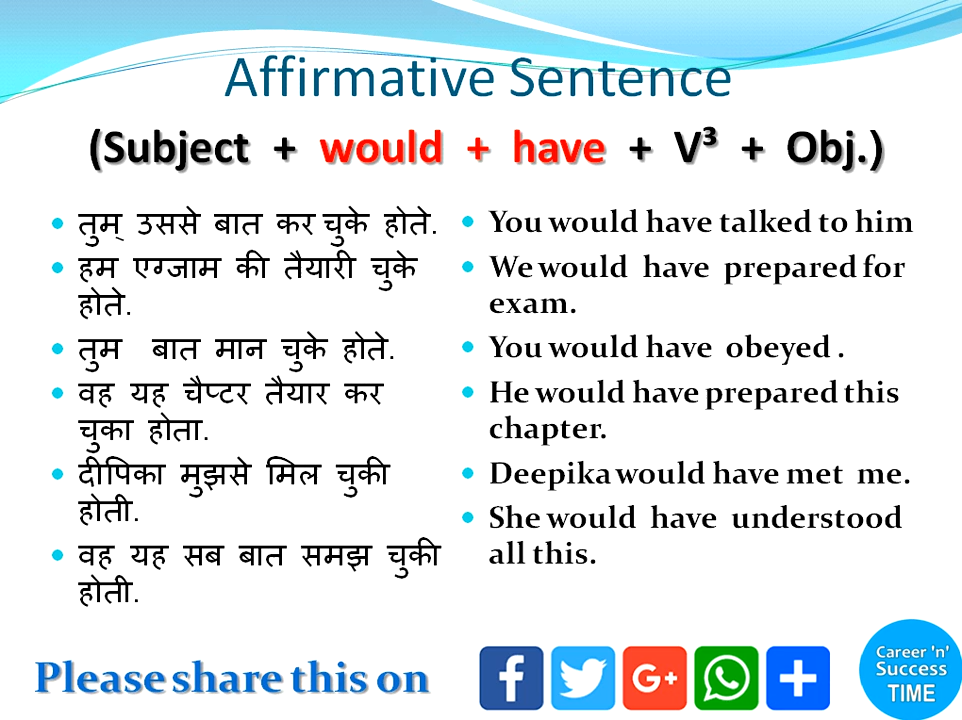 Affirmative Sentence
(Subject + would + have + V³ + Obj.)
तुम् उससे बात कर चुके होते.
हम एग्जाम की तैयारी चुके
होते.
तुम बात मान चुके होते.
वह यह चैप्टर तैयार कर
चुका होता.
दीपिका मुझसे मिल चुकी
होती.
वह यह सब बात समझ चुकी
होती.
You would have talked to him
We would have prepared for
exam.
You would have obeyed .
He would have prepared this
chapter.
Deepika would have met me.
She would have understood
all this.
Please share this on
f
G+
Career 'n'
Success
TIME